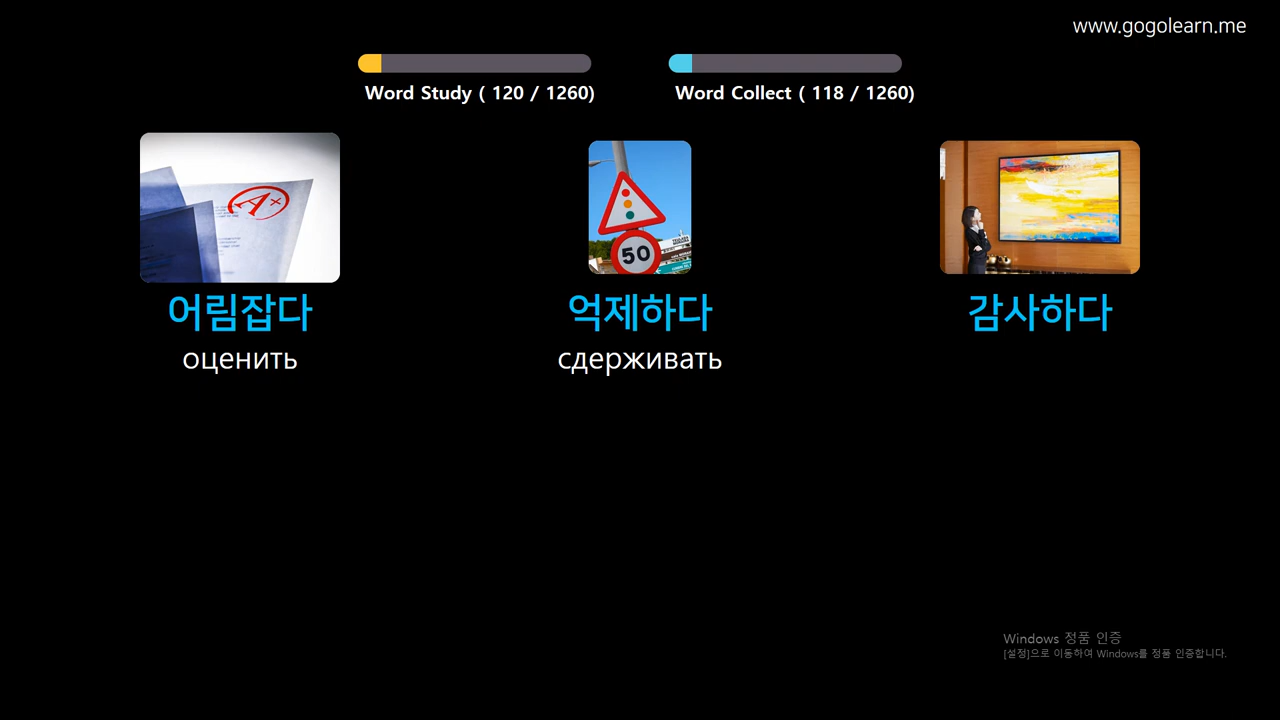 www.gogolearn.me
Word Study ( 120 / 1260)
Word Collect ( 118 / 1260)
A+
50
어림잡다
억제하다
감사하다
оценить
сдерживать
Windows 정품 인증
[설정]으로 이동하여 Windows를 정품 인증합니다.